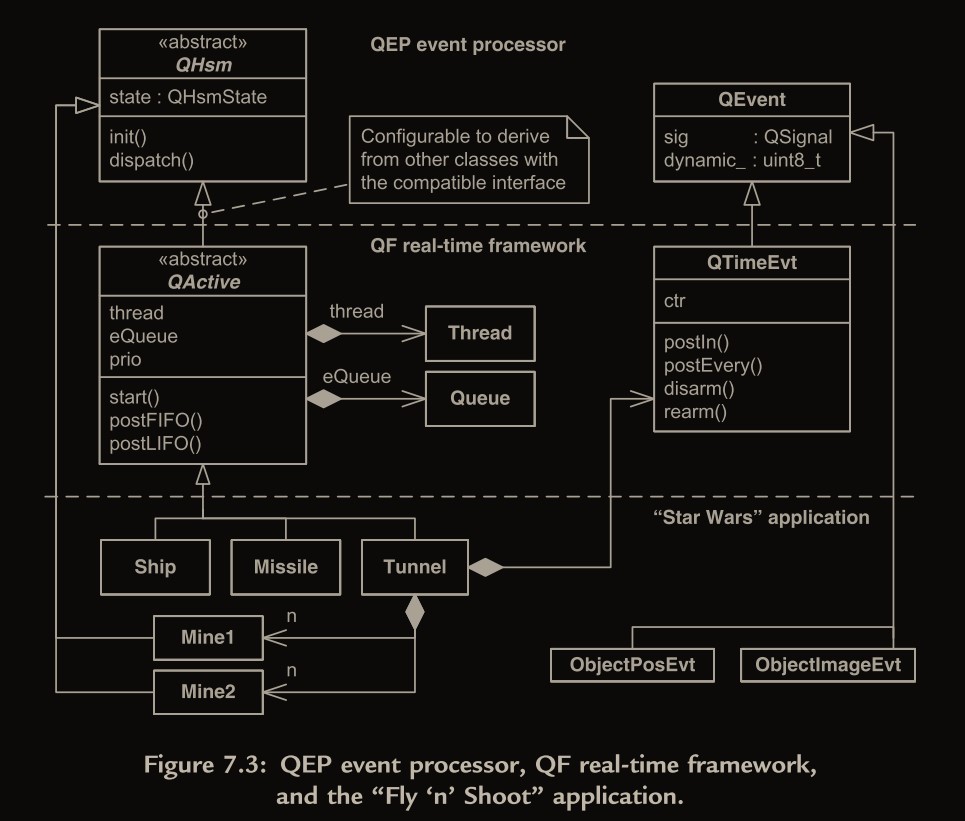 QEP event processor
«abstract»
QHsm
state : QHsmState
init()
dispatch()
Configurable to derive
from other classes with
the compatible interface
QEvent
sig : QSignal
dynamic_ : uint8_t
QF real-time framework
«abstract»
QActive
thread
eQueue
prio
start()
postFIFO()
postLIFO()
thread
Thread
eQueue
Queue
QTimeEvt
ctr
postIn()
postEvery()
disarm()
rearm()
“Star Wars” application
Ship
Missile
Tunnel
n
Mine1
n
Mine2
ObjectPosEvt
ObjectImageEvt
Figure 7.3: QEP event processor, QF real-time framework,
and the “Fly ‘n’ Shoot” application.